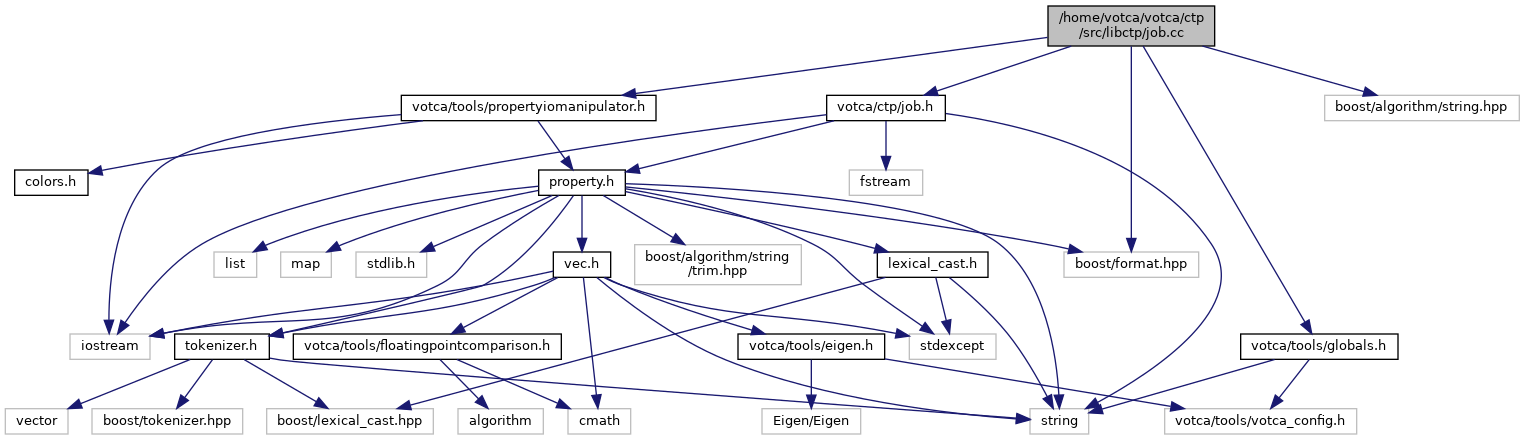 /home/votca/votca/ctp
/src/libctp/job.cc
votca/tools/propertyiomanipulator.h
votca/ctp/job.h
boost/algorithm/string.hpp
colors.h
property.h
fstream
list
map
stdlib.h
vec.h
boost/algorithm/string
/trim.hpp
lexical_cast.h
boost/format.hpp
iostream
tokenizer.h
votca/tools/floatingpointcomparison.h
votca/tools/eigen.h
stdexcept
votca/tools/globals.h
vector
boost/tokenizer.hpp
boost/lexical_cast.hpp
algorithm
cmath
Eigen/Eigen
string
votca/tools/votca_config.h